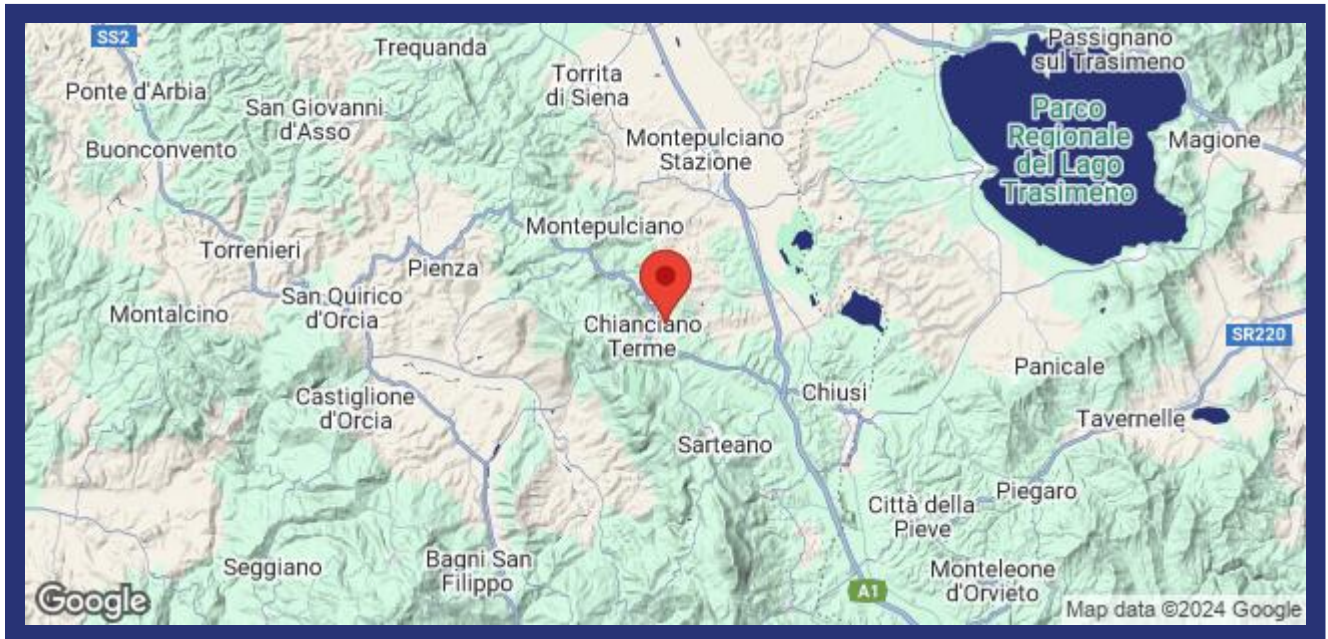 SS2
Trequanda
Passignano
sul Trasimeno
Ponte d'Arbia
Torrita
di Siena
San Giovanni
d'Asso
Parco
Regionale
del Lago
Trasimeno
Buonconvento
Montepulciano
Stazione
Magione
Montepulciano
Torrenieri
Pienza
San Quirico
d'Orcia
Montalcino
Chianciano
Terme
SR220
Panicale
Castiglione
d'Orcia
Chiusi
Tavernelle
Sarteano
Città della
Pieve
Piegaro
Seggiano
Bagni San
Filippo
Monteleone
d'Orvieto
A1
Google
Map data ©2024 Google